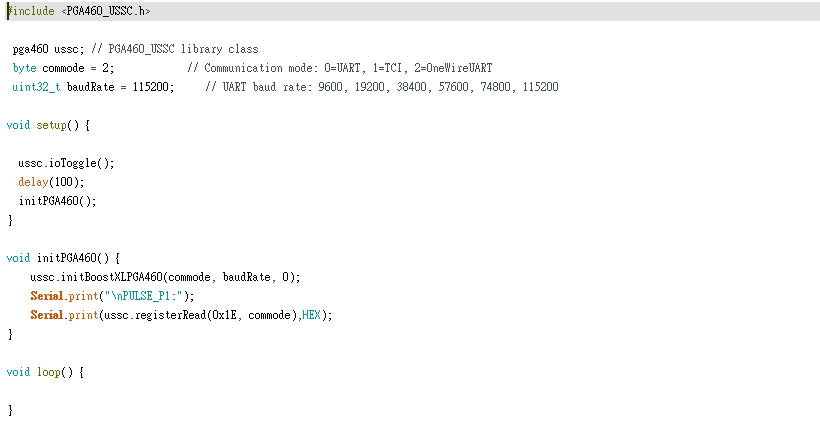 #include <PGA460_USSC.h>
pga460 ussc; // PGA460_USSC library class
byte commode = 2; // Communication mode: 0=UART, 1=TCI, 2=OneWireUART
uint32_t baudRate = 115200; // UART baud rate: 9600, 19200, 38400, 57600, 74800, 115200
void setup() {
ussc.ioToggle();
delay(100);
initPGA460();
}
void initPGA460() {
ussc.initBoostXLPGA460(commode, baudRate, 0);
Serial.print("\nPULSE_P1:");
Serial.print(ussc.registerRead(0x1E, commode),HEX);
}
void loop() {
}